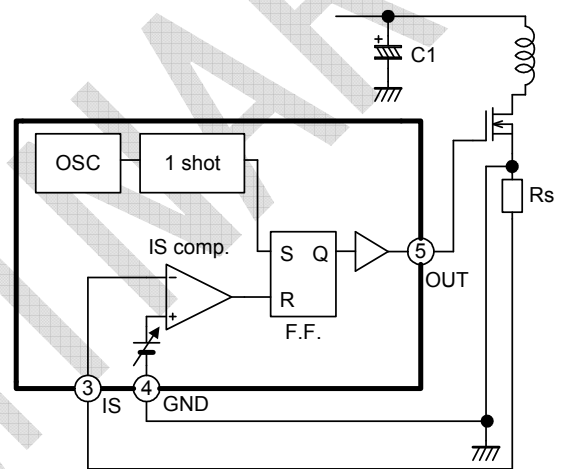 +
C1
OSC
1 shot
Rs
IS comp.
S Q
5
OUT
−
R
+
F.F.
3
4
IS
GND